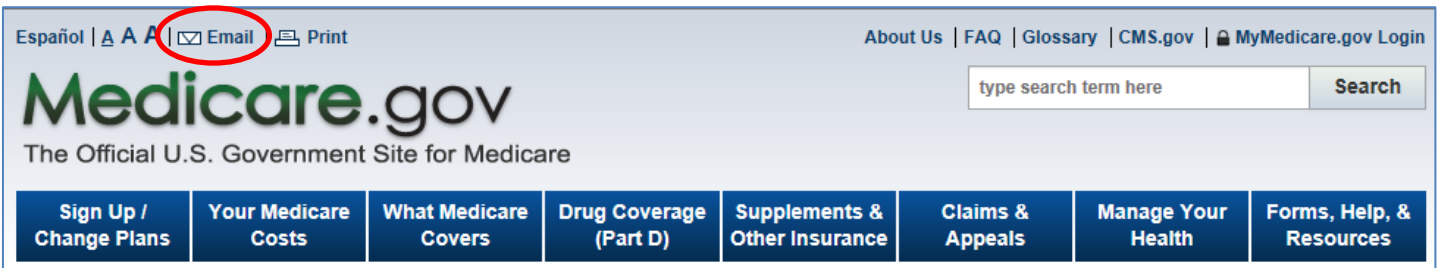 Español | A A A | Email | Print
About Us | FAQ | Glossary | CMS.gov | MyMedicare.gov Login
Medicare.gov
type search term here
Search
The Official U.S. Government Site for Medicare
Sign Up /
Change Plans
Your Medicare
Costs
What Medicare
Covers
Drug Coverage
(Part D)
Supplements &
Other Insurance
Claims &
Appeals
Manage Your
Health
Forms, Help, &
Resources